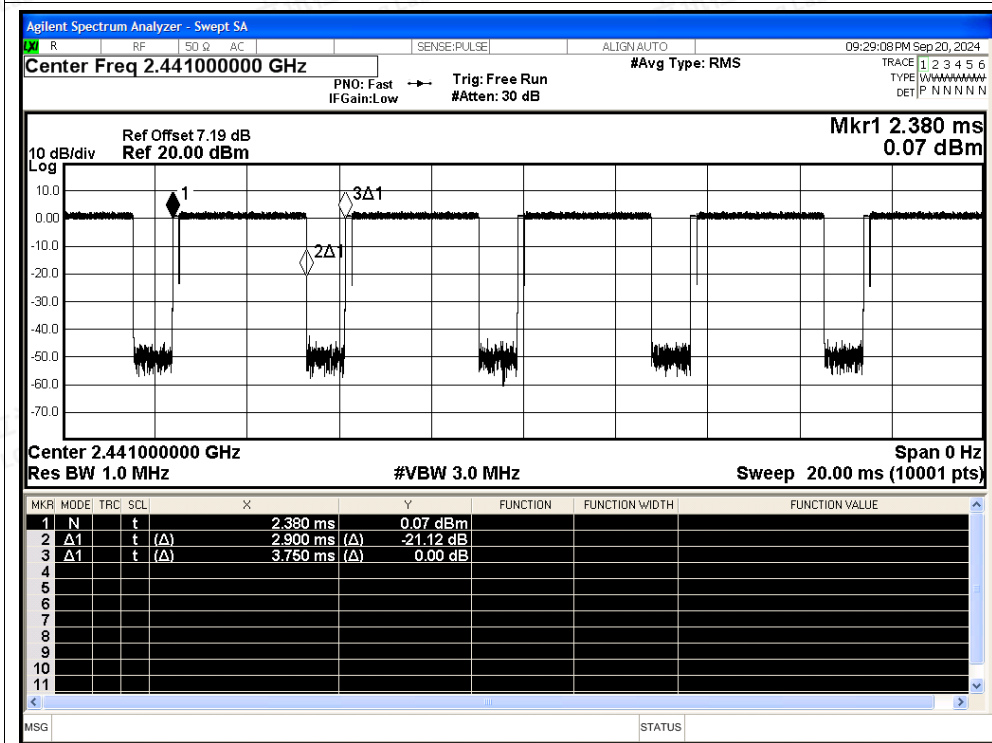 Agilent Spectrum Analyzer - Swept SA
LXI R RF 50 Ω AC SENSE:PULSE ALIGN AUTO 09:29:08 PM Sep 20, 2024
Center Freq 2.441000000 GHz #Avg Type: RMS TRACE 1 2 3 4 5 6
PNO: Fast Trig: Free Run TYPE W
IFGain:Low #Atten: 30 dB DET P N N N N N
Mkr1 2.380 ms
Ref Offset 7.19 dB
10 dB/div Ref 20.00 dBm 0.07 dBm
Log
10.0 1 3Δ1
0.00
-10.0 2Δ1
-20.0
-30.0
-40.0
-50.0
-60.0
-70.0
Center 2.441000000 GHz Span 0 Hz
Res BW 1.0 MHz #VBW 3.0 MHz Sweep 20.00 ms (10001 pts)
MKR MODE TRC SCL X Y FUNCTION FUNCTION WIDTH FUNCTION VALUE
1 N t 2.380 ms 0.07 dBm
2 Δ1 t (Δ) 2.900 ms (Δ) -21.12 dB
3 Δ1 t (Δ) 3.750 ms (Δ) 0.00 dB
4
5
6
7
8
9
10
11
MSG STATUS